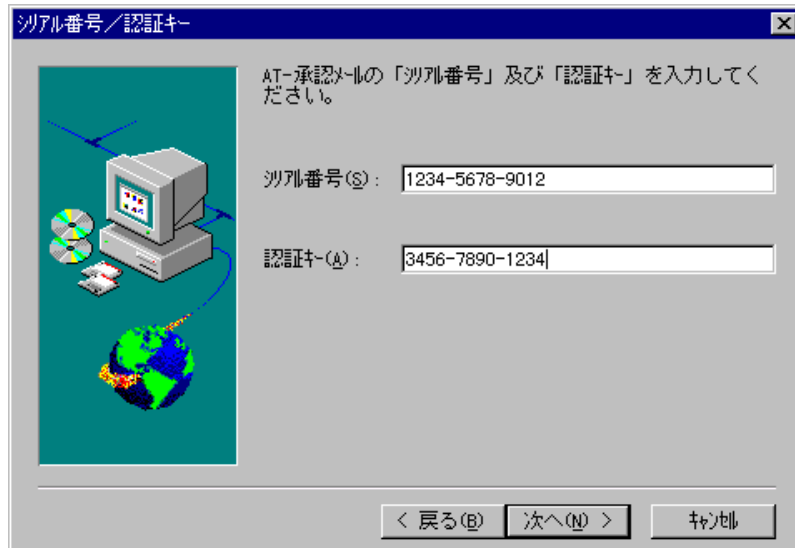 ｼﾘｱﾙ番号／認証キー
AT-承認ﾒｰﾙの「ｼﾘｱﾙ番号」及び「認証ｷｰ」を入力してく
ださい。
ｼﾘｱﾙ番号(S)： 1234-5678-9012
認証ｷｰ(A)： 3456-7890-1234
< 戻る(B) 次へ(N) > ｷｬﾝｾﾙ